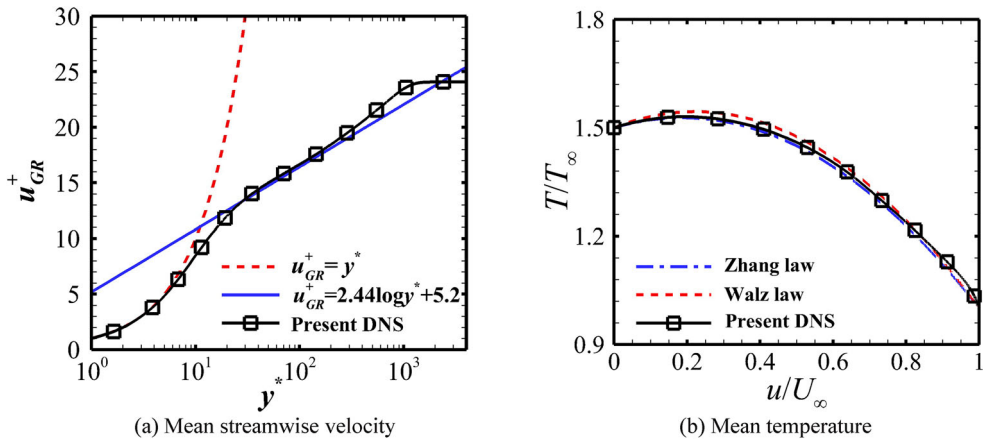 30
25
20
15
10
5
0
u⁺GR
u⁺GR= y*
u⁺GR=2.44logy*+5.2
Present DNS
10⁰ 10¹ 10² 10³
y*
(a) Mean streamwise velocity
1.8
1.5
1.2
0.9
T/T∞
Zhang law
Walz law
Present DNS
0 0.2 0.4 0.6 0.8 1
u/U∞
(b) Mean temperature